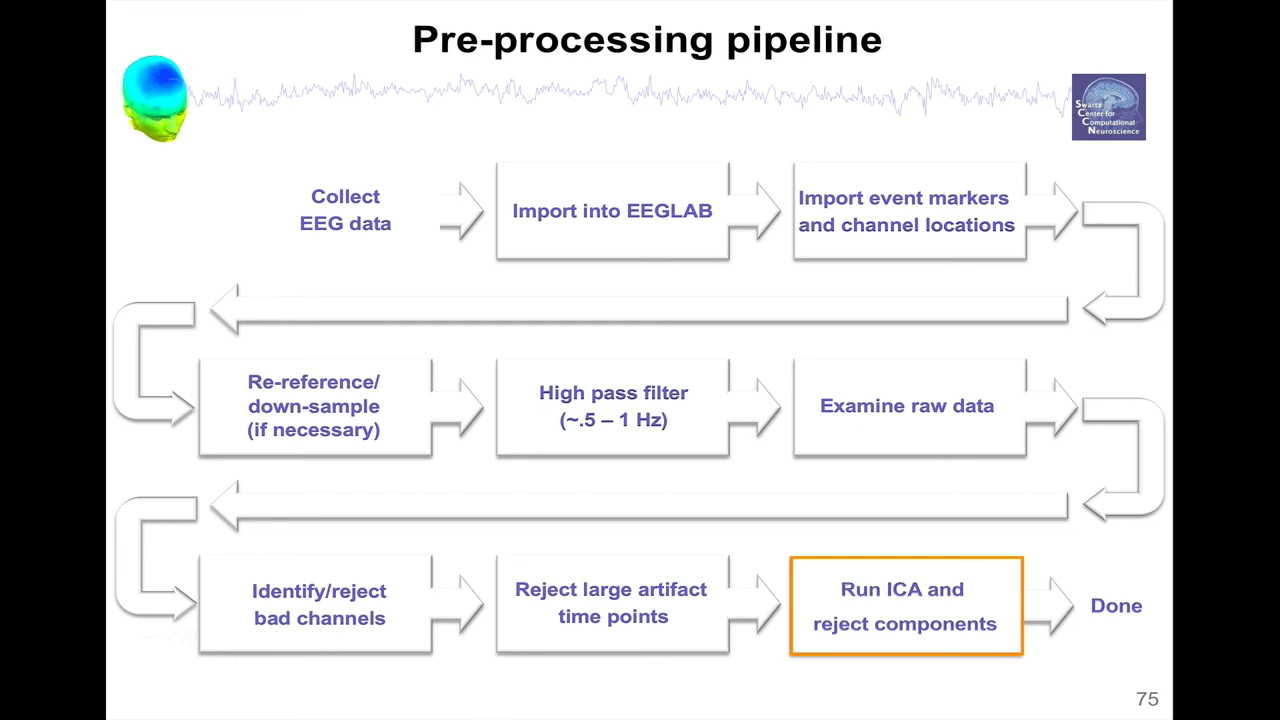 Pre-processing pipeline
Swartz
Center for
Computational
Neuroscience
Collect
EEG data
Import into EEGLAB
Import event markers
and channel locations
Re-reference/
down-sample
(if necessary)
High pass filter
(~.5 – 1 Hz)
Examine raw data
Identify/reject
bad channels
Reject large artifact
time points
Run ICA and
reject components
Done
75